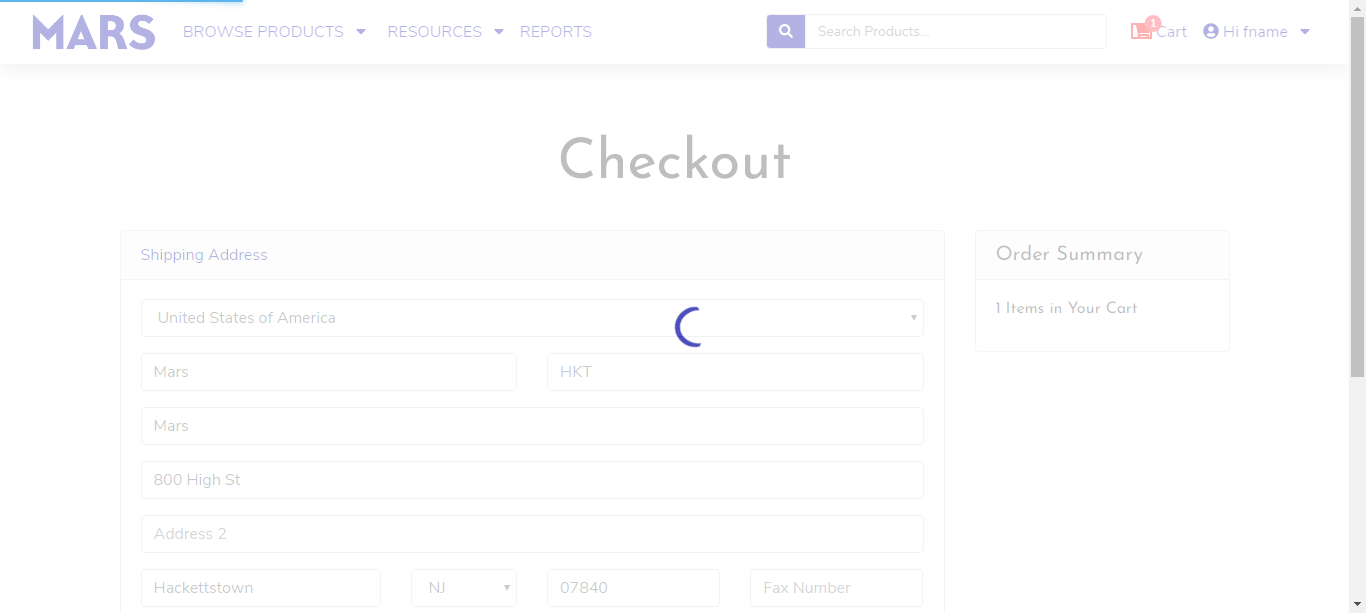 MARS BROWSE PRODUCTS RESOURCES REPORTS Search Products... 1 Cart Hi fname
Checkout
Shipping Address
Order Summary
United States of America
1 Items in Your Cart
Mars HKT
Mars
800 High St
Address 2
Hackettstown NJ 07840 Fax Number